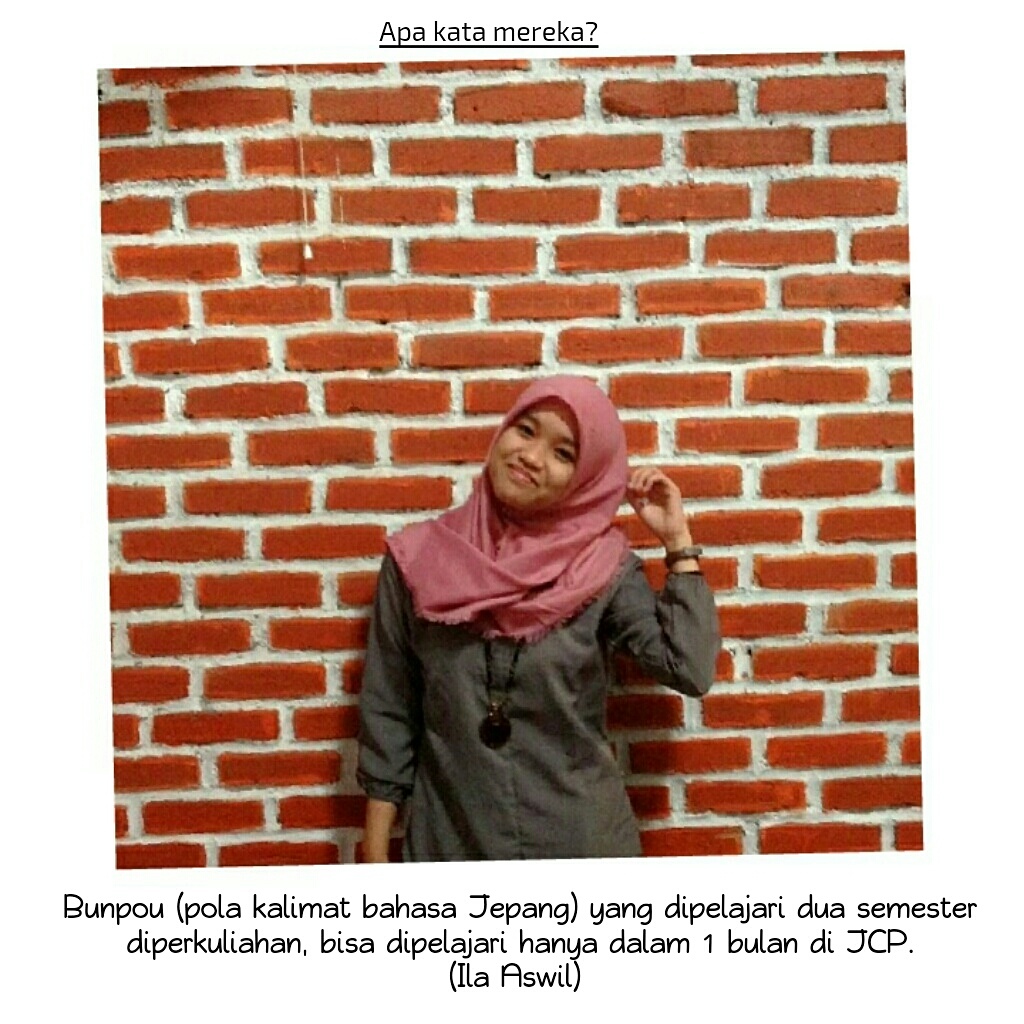 Apa kata mereka?
Bunpou (pola kalimat bahasa Jepang) yang dipelajari dua semester
diperkuliahan, bisa dipelajari hanya dalam 1 bulan di JCP.
(Ila Aswil)